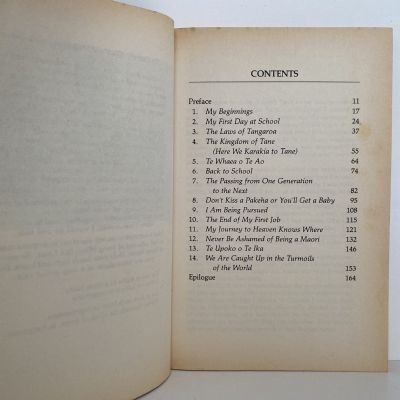 CONTENTS
Preface 11
1. My Beginnings 17
2. My First Day at School 24
3. The Laws of Tangaroa 37
4. The Kingdom of Tane
(Here We Karakia to Tane) 55
5. Te Whaea o Te Ao 64
6. Back to School 74
7. The Passing from One Generation
to the Next 82
8. Don't Kiss a Pakeha or You'll Get a Baby 95
9. I Am Being Pursued 108
10. The End of My First Job 115
11. My Journey to Heaven Knows Where 121
12. Never Be Ashamed of Being a Maori 132
13. Te Upoko o Te Ika 146
14. We Are Caught Up in the Turmoils
of the World 153
Epilogue 164